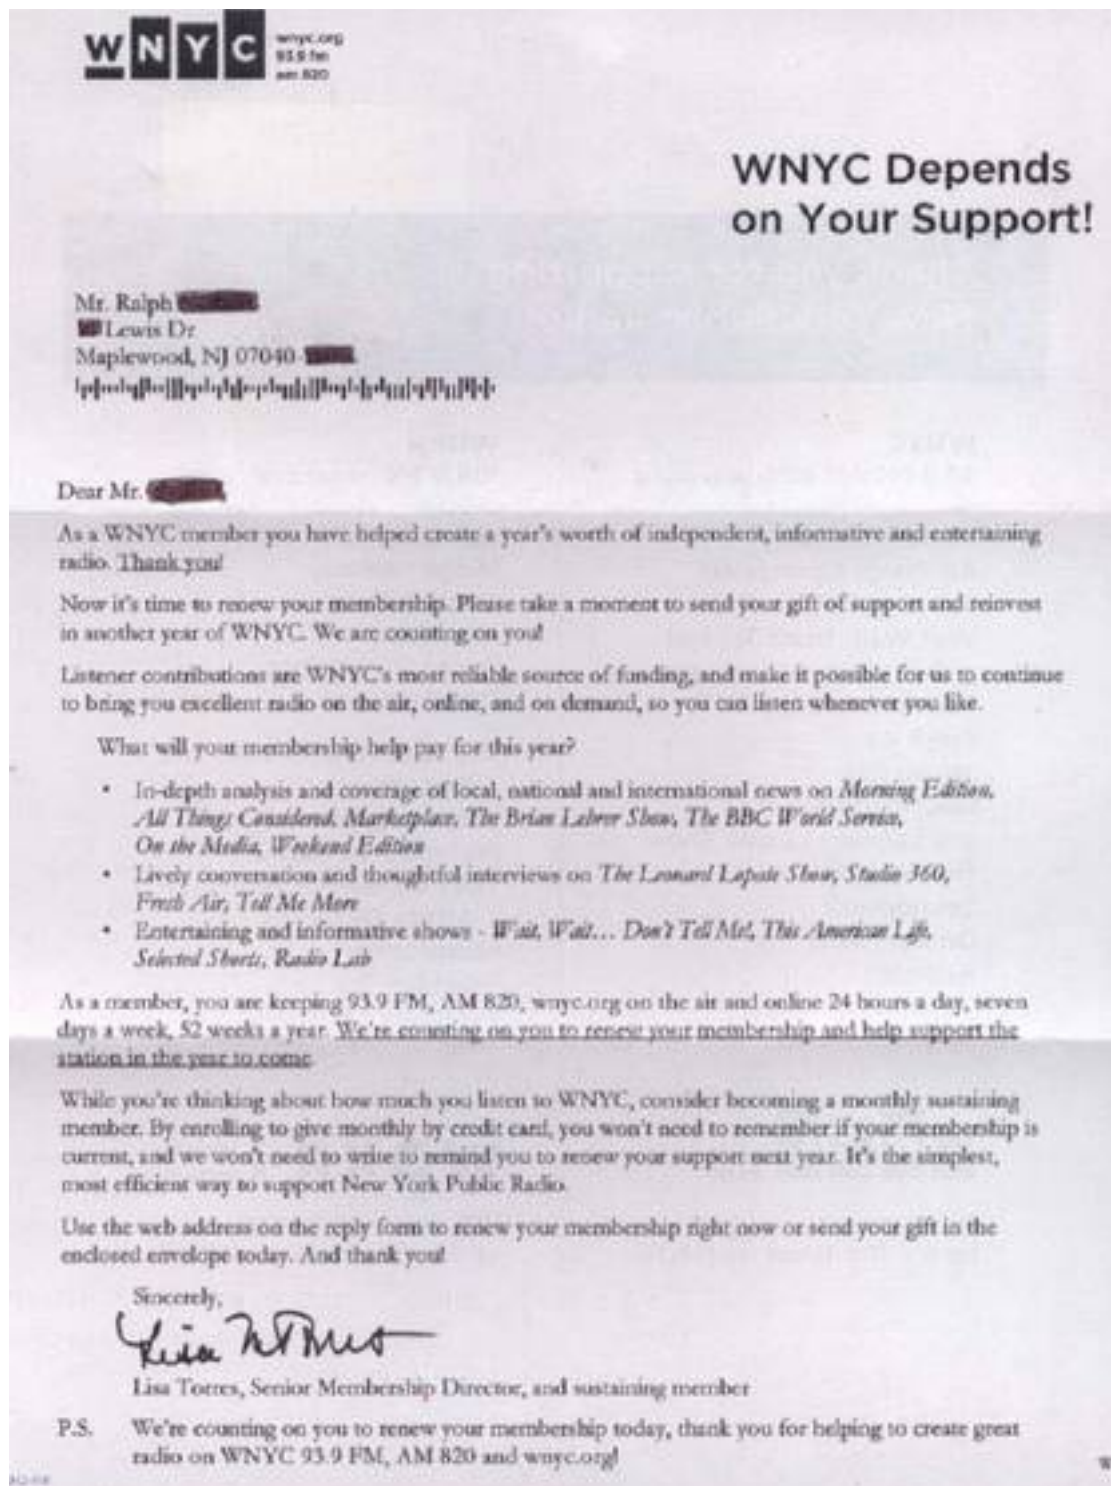 WNYC
wnyc.org
93.9 fm
am 820
WNYC Depends
on Your Support!
Mr. Ralph
Lewis Dr
Maplewood, NJ 07040-
Dear Mr.
As a WNYC member you have helped create a year's worth of independent, informative and entertaining
radio. Thank you!
Now it's time to renew your membership. Please take a moment to send your gift of support and reinvest
in another year of WNYC. We are counting on you!
Listener contributions are WNYC's most reliable source of funding, and make it possible for us to continue
to bring you excellent radio on the air, online, and on demand, so you can listen whenever you like.
What will your membership help pay for this year?
• In-depth analysis and coverage of local, national and international news on Morning Edition,
All Things Considered, Marketplace, The Brian Lehrer Show, The BBC World Service,
On the Media, Weekend Edition
• Lively conversation and thoughtful interviews on The Leonard Lopate Show, Studio 360,
Fresh Air, Tell Me More
• Entertaining and informative shows - Wait, Wait... Don't Tell Me!, This American Life,
Selected Shorts, Radio Lab
As a member, you are keeping 93.9 FM, AM 820, wnyc.org on the air and online 24 hours a day, seven
days a week, 52 weeks a year. We're counting on you to renew your membership and help support the
station in the year to come.
While you're thinking about how much you listen to WNYC, consider becoming a monthly sustaining
member. By enrolling to give monthly by credit card, you won't need to remember if your membership is
current, and we won't need to write to remind you to renew your support next year. It's the simplest,
most efficient way to support New York Public Radio.
Use the web address on the reply form to renew your membership right now or send your gift in the
enclosed envelope today. And thank you!
Sincerely,
Lisa Torres
Lisa Torres, Senior Membership Director, and sustaining member
P.S. We're counting on you to renew your membership today, thank you for helping to create great
radio on WNYC 93.9 FM, AM 820 and wnyc.org!
W